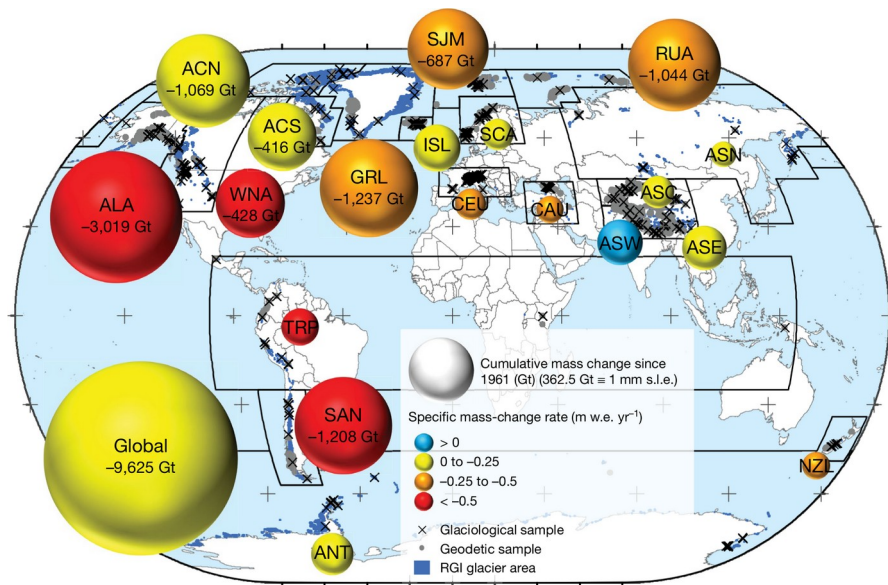 SJM
−687 Gt
RUA
−1,044 Gt
ACN
−1,069 Gt
ACS
−416 Gt
ISL
SCA
ASN
ALA
−3,019 Gt
WNA
−428 Gt
GRL
−1,237 Gt
CEU
CAU
ASC
ASW
ASE
TRP
Cumulative mass change since
1961 (Gt) (362.5 Gt ≡ 1 mm s.l.e.)
Specific mass-change rate (m w.e. yr⁻¹)
> 0
0 to −0.25
−0.25 to −0.5
< −0.5
Glaciological sample
Geodetic sample
RGI glacier area
Global
−9,625 Gt
SAN
−1,208 Gt
NZL
ANT